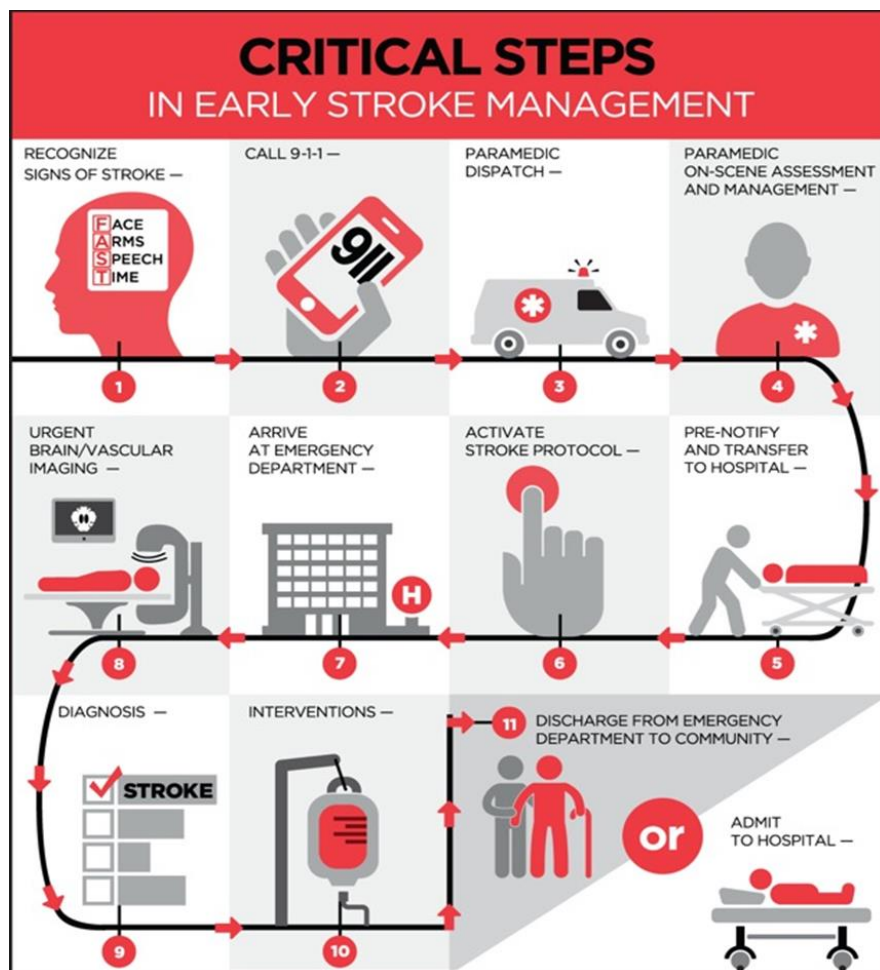 CRITICAL STEPS
IN EARLY STROKE MANAGEMENT
RECOGNIZE
SIGNS OF STROKE —
FACE
ARMS
SPEECH
TIME
1
CALL 9-1-1 —
911
2
PARAMEDIC
DISPATCH —
3
PARAMEDIC
ON-SCENE ASSESSMENT
AND MANAGEMENT —
4
PRE-NOTIFY
AND TRANSFER
TO HOSPITAL —
5
ACTIVATE
STROKE PROTOCOL —
6
ARRIVE
AT EMERGENCY
DEPARTMENT —
H
7
URGENT
BRAIN/VASCULAR
IMAGING —
8
DIAGNOSIS —
STROKE
9
INTERVENTIONS —
10
11 DISCHARGE FROM EMERGENCY
DEPARTMENT TO COMMUNITY —
or
ADMIT
TO HOSPITAL —